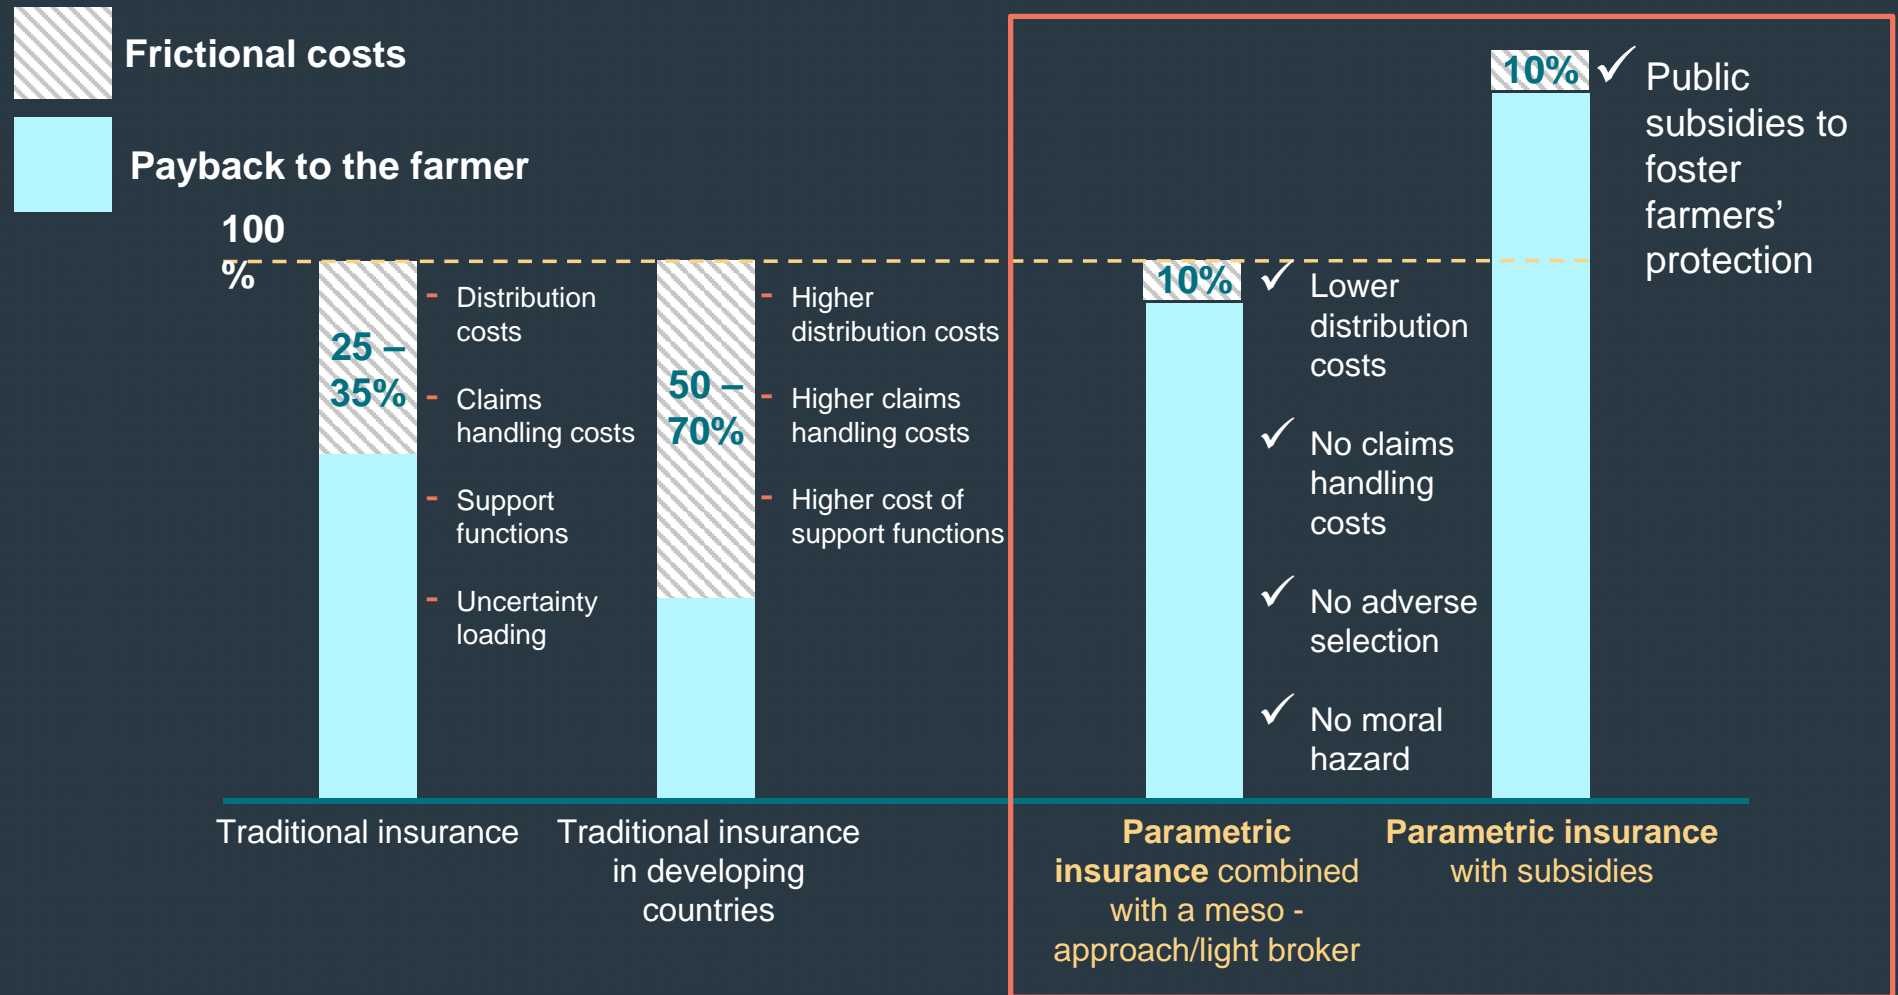 Frictional costs
Payback to the farmer
100
%
25 –
35%
- Distribution
costs
- Claims
handling costs
- Support
functions
- Uncertainty
loading
50 –
70%
- Higher
distribution costs
- Higher claims
handling costs
- Higher cost of
support functions
10%
✓ Lower
distribution
costs
✓ No claims
handling
costs
✓ No adverse
selection
✓ No moral
hazard
10%
✓ Public
subsidies to
foster
farmers’
protection
Traditional insurance
Traditional insurance
in developing
countries
Parametric
insurance combined
with a meso -
approach/light broker
Parametric insurance
with subsidies